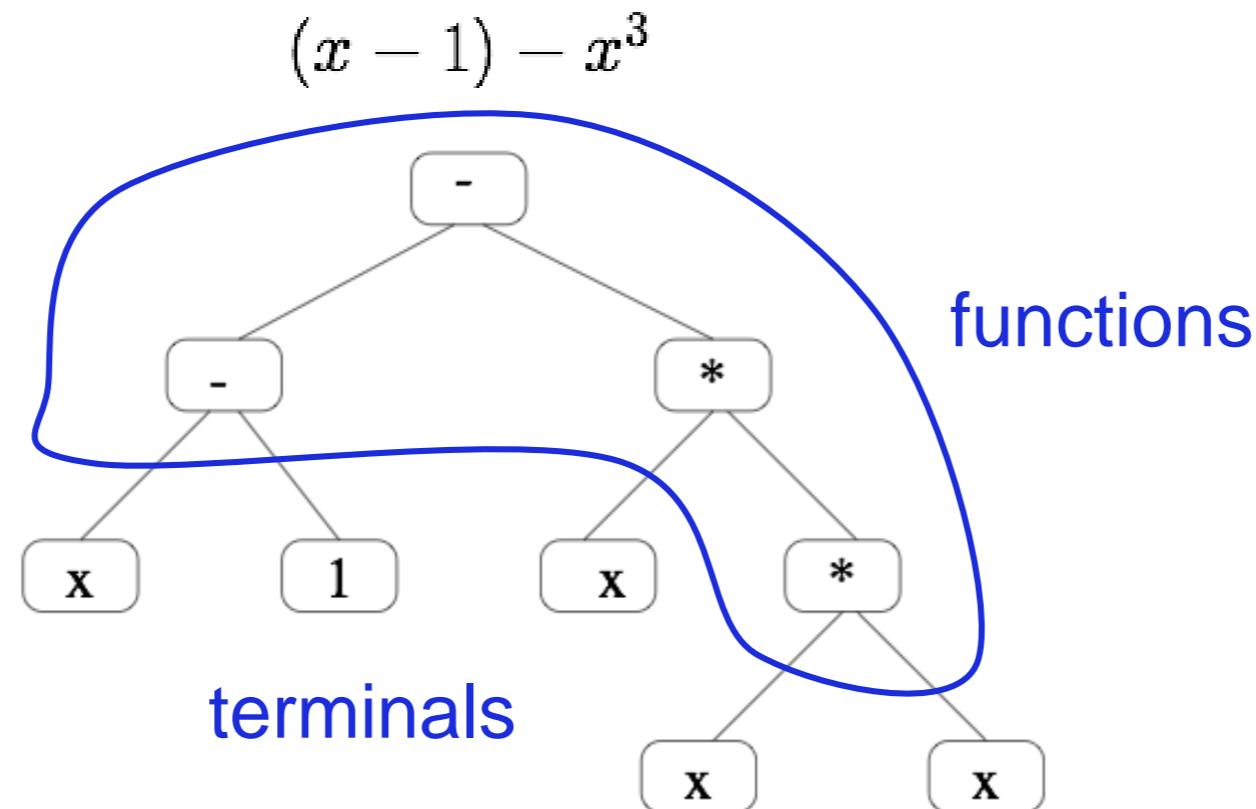 (x − 1) − x³
-
functions
- *
x 1 x *
terminals
x x